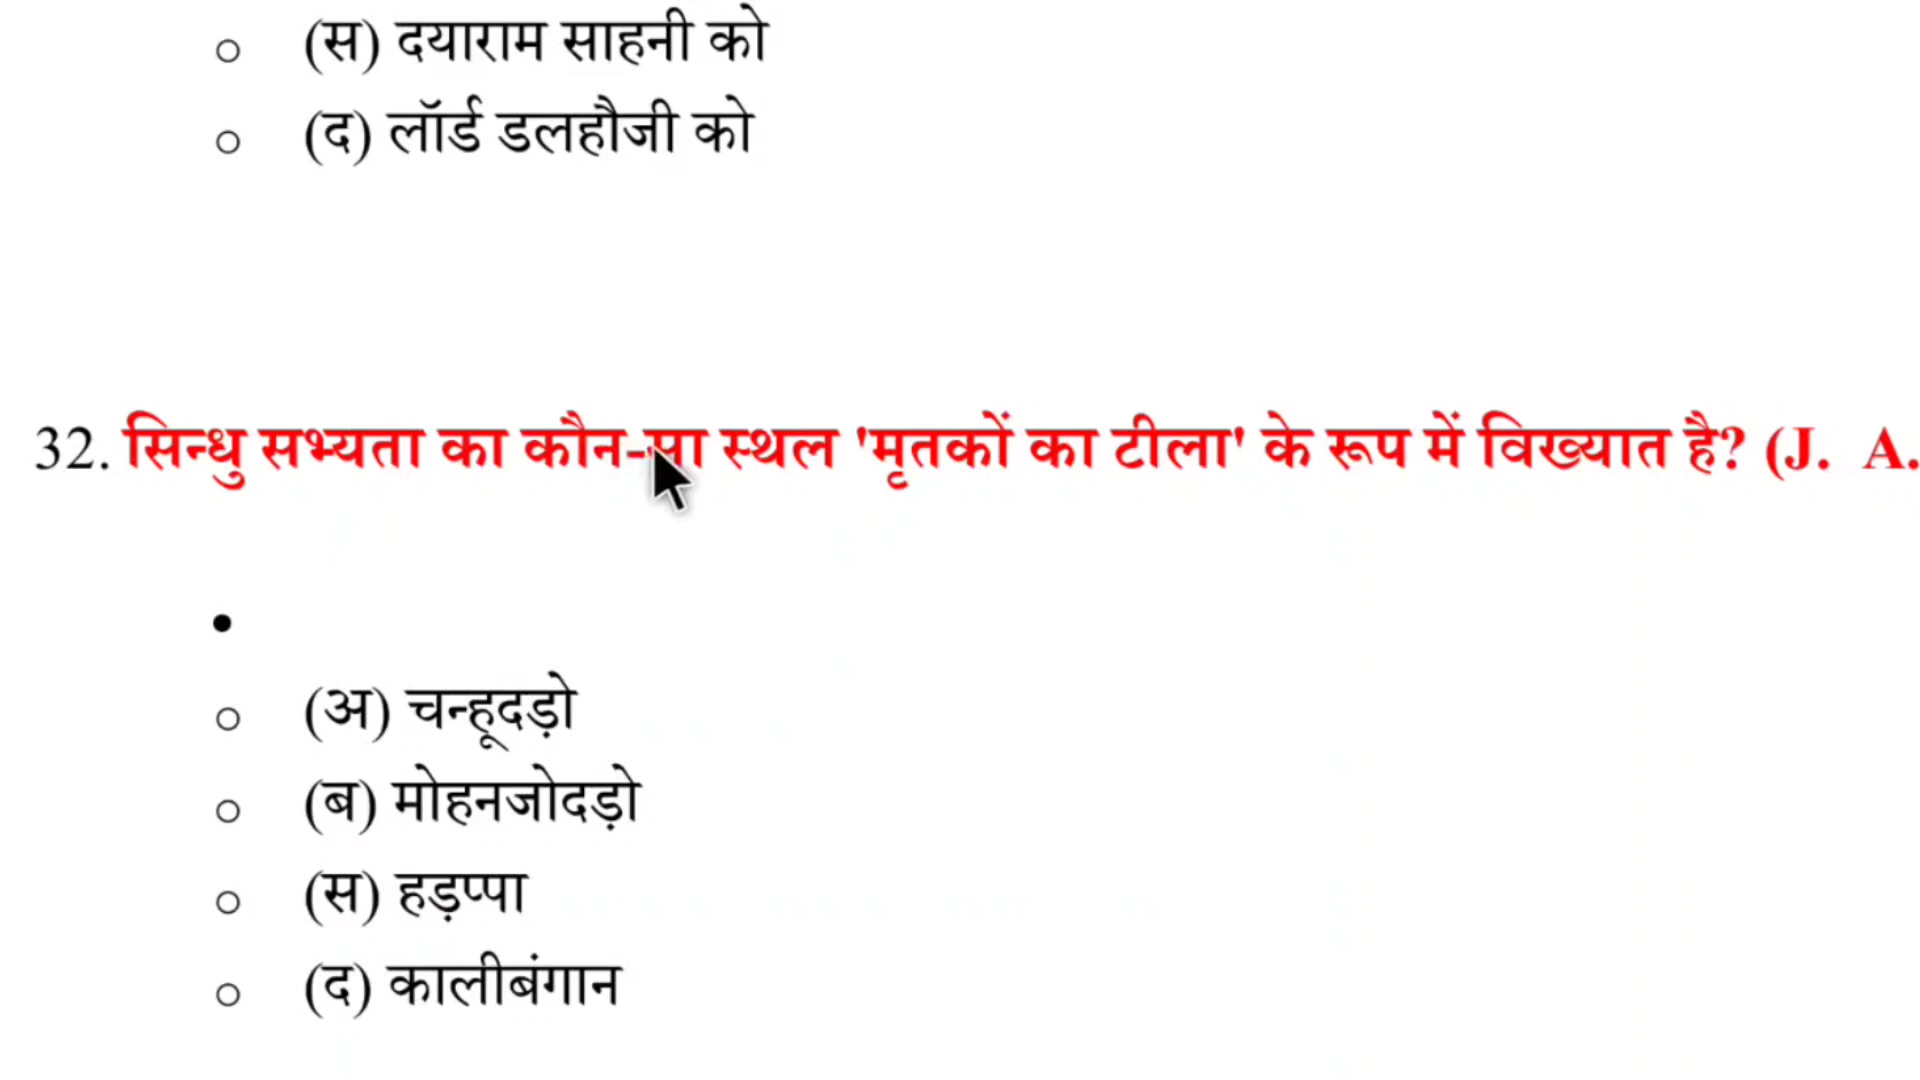 (स) दयाराम साहनी को
(द) लॉर्ड डलहौजी को
32. सिन्धु सभ्यता का कौन-सा स्थल 'मृतकों का टीला' के रूप में विख्यात है? (J. A.
(अ) चन्हूदड़ो
(ब) मोहनजोदड़ो
(स) हड़प्पा
(द) कालीबंगान